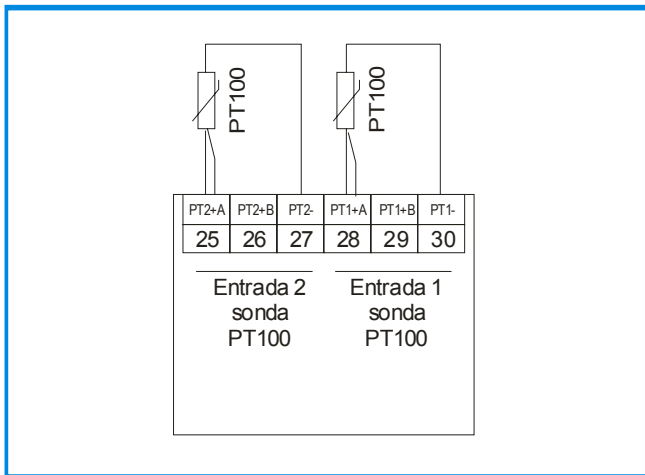 PT100
PT100
PT2+A PT2+B PT2- PT1+A PT1+B PT1-
25 26 27 28 29 30
Entrada 2
sonda
PT100
Entrada 1
sonda
PT100